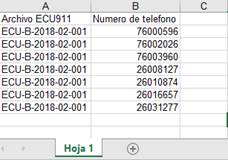 A B C
Archivo ECU911 Numero de telefono
ECU-B-2018-02-001 76000596
ECU-B-2018-02-001 76002026
ECU-B-2018-02-001 76003960
ECU-B-2018-02-001 26008127
ECU-B-2018-02-001 26010874
ECU-B-2018-02-001 26016657
ECU-B-2018-02-001 26031277
Hoja 1